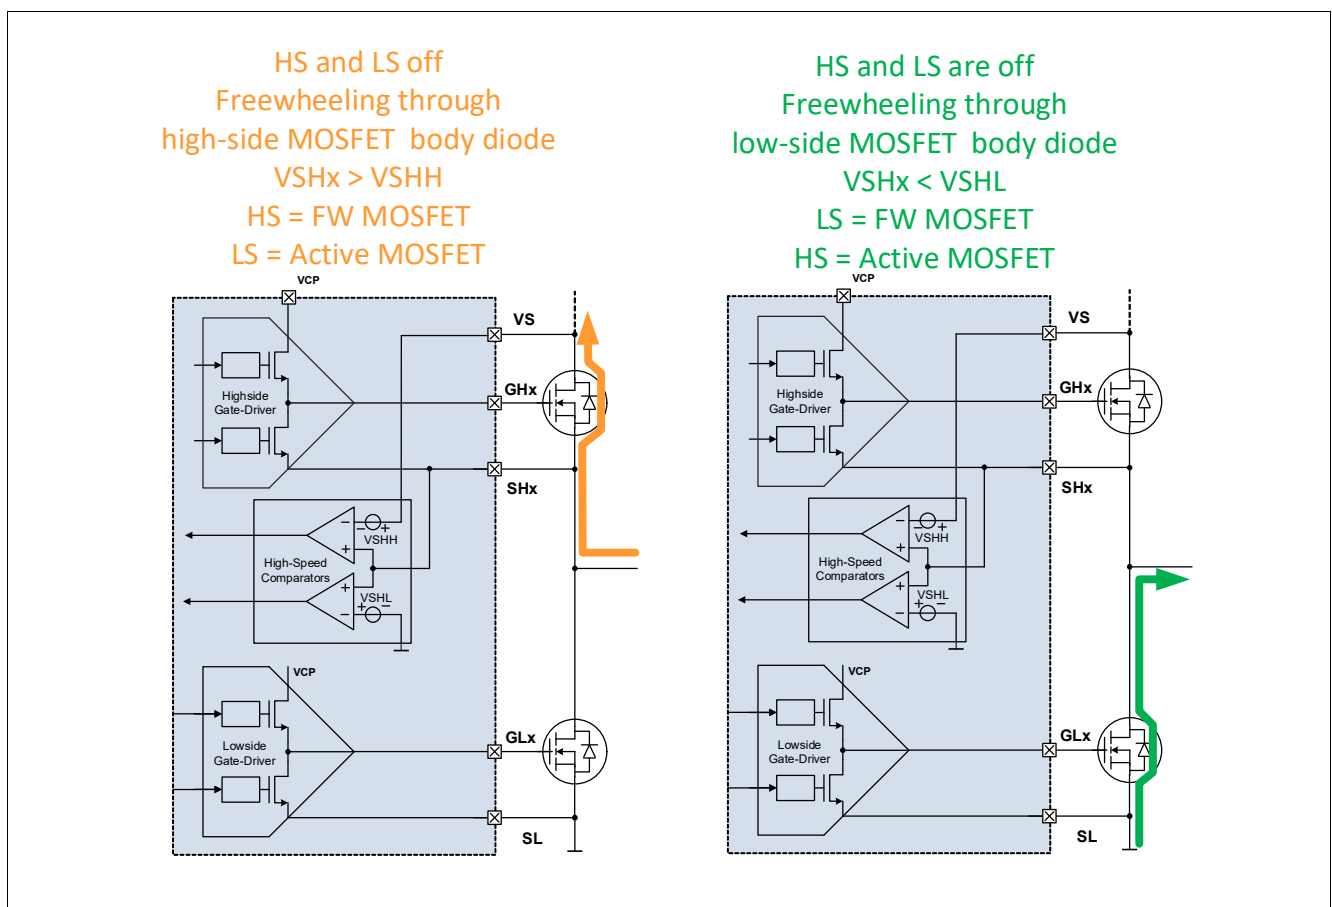 HS and LS off
Freewheeling through
high-side MOSFET body diode
VSHx > VSHH
HS = FW MOSFET
LS = Active MOSFET
VCP
VS
GHx
Highside
Gate-Driver
SHx
− − +
VSHH
+
High-Speed
Comparators
+
VSHL
+ −
−
VCP
GLx
Lowside
Gate-Driver
SL
HS and LS are off
Freewheeling through
low-side MOSFET body diode
VSHx < VSHL
LS = FW MOSFET
HS = Active MOSFET
VCP
VS
GHx
Highside
Gate-Driver
SHx
− − +
VSHH
+
High-Speed
Comparators
+
VSHL
+ −
−
VCP
GLx
Lowside
Gate-Driver
SL